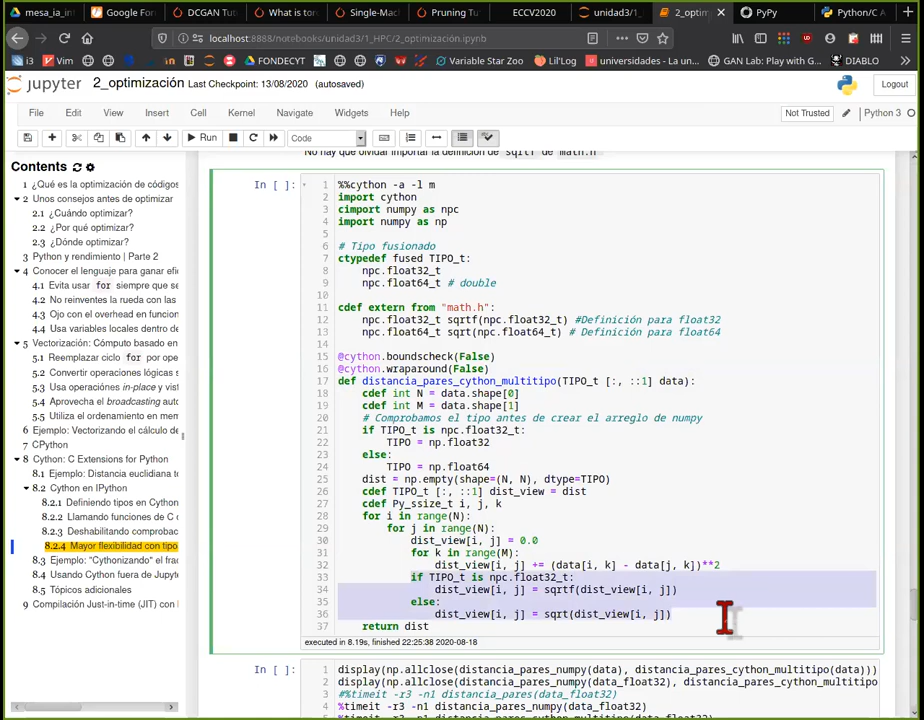 mesa_ia_in
Google For
DCGAN Tut
What is tor
Single-Mac
Pruning Tu
ECCV2020
unidad3/1_
2_optim
PyPy
Python/C A
localhost:8888/notebooks/unidad3/1_HPC/2_optimización.ipynb
i3
Vim
in
FONDECYT
Variable Star Zoo
Lil'Log
universidades - La un...
GAN Lab: Play with G...
DIABLO
jupyter 2_optimización Last Checkpoint: 13/08/2020 (autosaved)
Logout
File Edit View Insert Cell Kernel Navigate Widgets Help
Not Trusted
Python 3
Run
Code
Contents
1 ¿Qué es la optimización de códigos
2 Unos consejos antes de optimizar
2.1 ¿Cuándo optimizar?
2.2 ¿Por qué optimizar?
2.3 ¿Dónde optimizar?
3 Python y rendimiento | Parte 2
4 Conocer el lenguaje para ganar efic
4.1 Evita usar for siempre que se
4.2 No reinventes la rueda con las
4.3 Ojo con el overhead en funcion
4.4 Usa variables locales dentro de
5 Vectorización: Cómputo basado en
5.1 Reemplazar ciclo for por ope
5.2 Convertir operaciones lógicas
5.3 Usa operaciónes in-place y vist
5.4 Aprovecha el broadcasting auto
5.5 Utiliza el ordenamiento en mem
6 Ejemplo: Vectorizando el cálculo de
7 CPython
8 Cython: C Extensions for Python
8.1 Ejemplo: Distancia euclidiana to
8.2 Cython en IPython
8.2.1 Definiendo tipos en Cython
8.2.2 Llamando funciones de C o
8.2.3 Deshabilitando comprobac
8.2.4 Mayor flexibilidad con tipo
8.3 Ejemplo: "Cythonizando" el frac
8.4 Usando Cython fuera de Jupyte
8.5 Tópicos adicionales
9 Compilación Just-in-time (JIT) con
No hay que olvidar importar la definición de sqrtf de math.h
In [ ]:
1 %%cython -a -l m
2 import cython
3 cimport numpy as npc
4 import numpy as np
5
6 # Tipo fusionado
7 ctypedef fused TIPO_t:
8 npc.float32_t
9 npc.float64_t # double
10
11 cdef extern from "math.h":
12 npc.float32_t sqrtf(npc.float32_t) #Definición para float32
13 npc.float64_t sqrt(npc.float64_t) # Definición para float64
14
15 @cython.boundscheck(False)
16 @cython.wraparound(False)
17 def distancia_pares_cython_multitipo(TIPO_t [:, ::1] data):
18 cdef int N = data.shape[0]
19 cdef int M = data.shape[1]
20 # Comprobamos el tipo antes de crear el arreglo de numpy
21 if TIPO_t is npc.float32_t:
22 TIPO = np.float32
23 else:
24 TIPO = np.float64
25 dist = np.empty(shape=(N, N), dtype=TIPO)
26 cdef TIPO_t [:, ::1] dist_view = dist
27 cdef Py_ssize_t i, j, k
28 for i in range(N):
29 for j in range(N):
30 dist_view[i, j] = 0.0
31 for k in range(M):
32 dist_view[i, j] += (data[i, k] - data[j, k])**2
33 if TIPO_t is npc.float32_t:
34 dist_view[i, j] = sqrtf(dist_view[i, j])
35 else:
36 dist_view[i, j] = sqrt(dist_view[i, j])
37 return dist
executed in 8.19s, finished 22:25:38 2020-08-18
In [ ]:
1 display(np.allclose(distancia_pares_numpy(data), distancia_pares_cython_multitipo(data)))
2 display(np.allclose(distancia_pares_numpy(data_float32), distancia_pares_cython_multitipo
3 #%timeit -r3 -n1 distancia_pares(data_float32)
4 %timeit -r3 -n1 distancia_pares_numpy(data_float32)